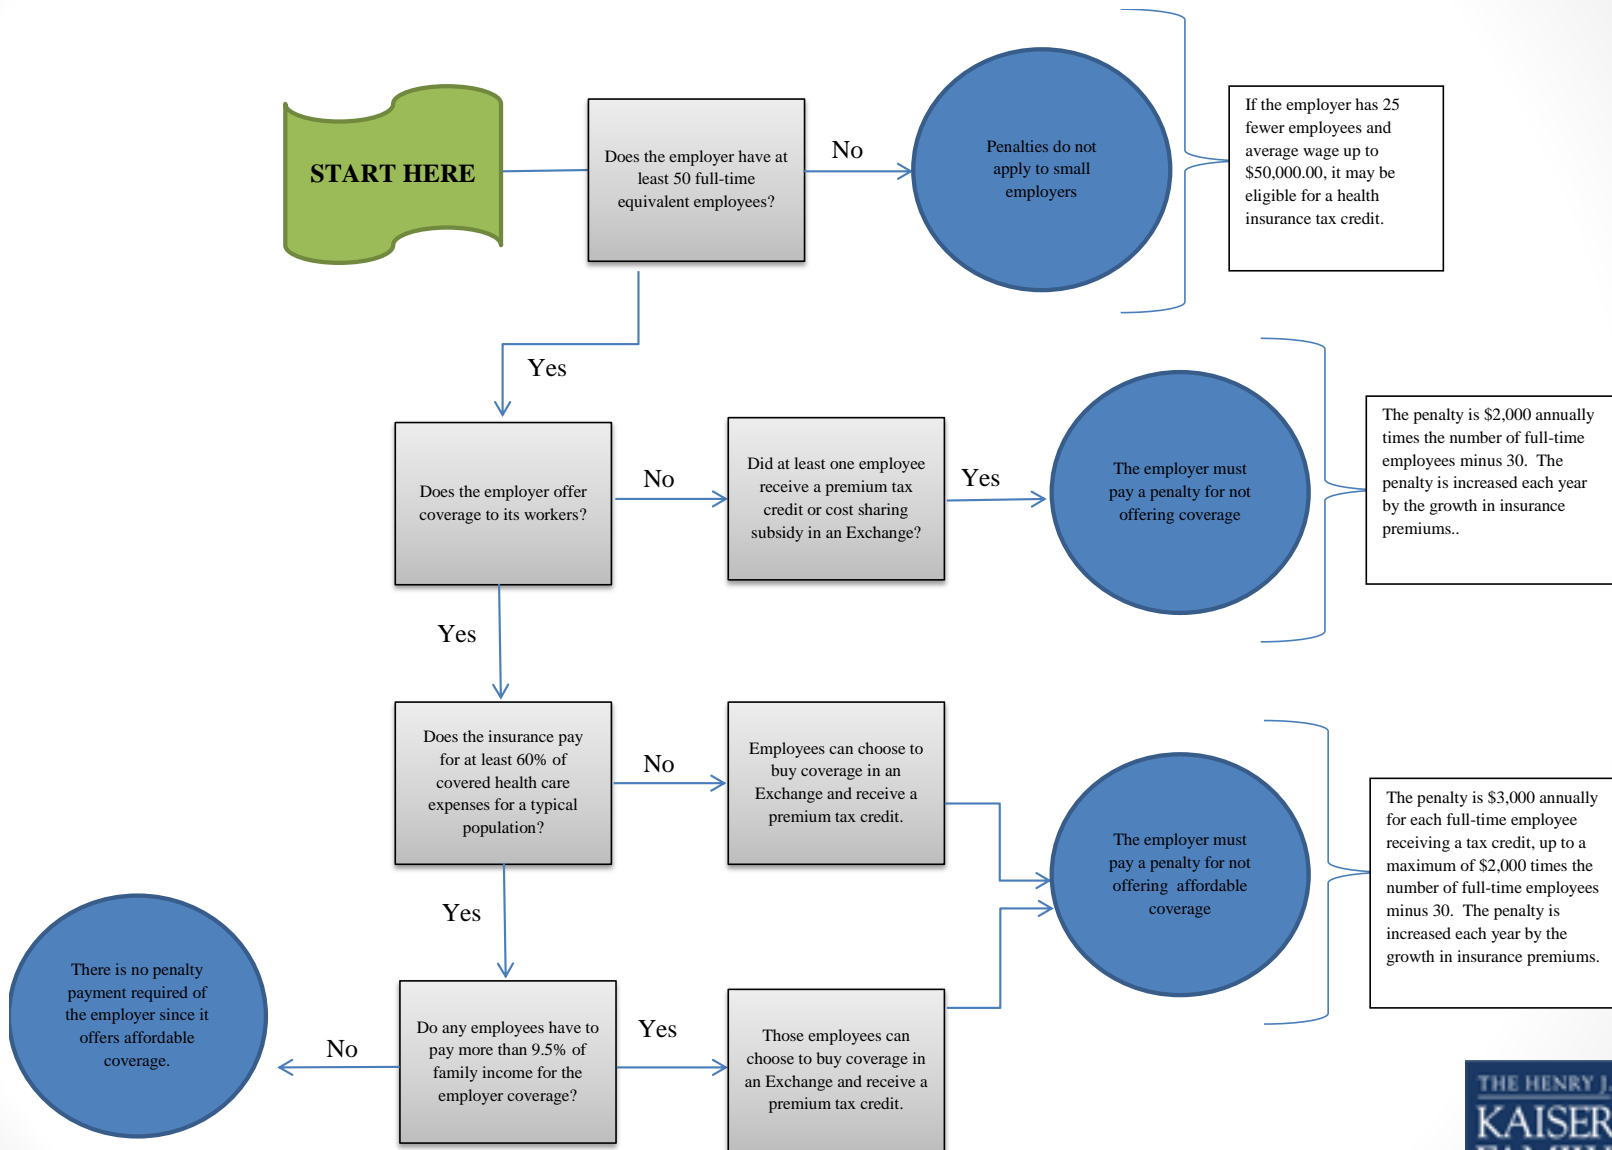 START HERE
Does the employer have at
least 50 full-time
equivalent employees?
No
Penalties do not
apply to small
employers
If the employer has 25
fewer employees and
average wage up to
$50,000.00, it may be
eligible for a health
insurance tax credit.
Yes
Does the employer offer
coverage to its workers?
No
Did at least one employee
receive a premium tax
credit or cost sharing
subsidy in an Exchange?
Yes
The employer must
pay a penalty for not
offering coverage
The penalty is $2,000 annually
times the number of full-time
employees minus 30.  The
penalty is increased each year
by the growth in insurance
premiums..
Yes
Does the insurance pay
for at least 60% of
covered health care
expenses for a typical
population?
No
Employees can choose to
buy coverage in an
Exchange and receive a
premium tax credit.
The employer must
pay a penalty for not
offering  affordable
coverage
The penalty is $3,000 annually
for each full-time employee
receiving a tax credit, up to a
maximum of $2,000 times the
number of full-time employees
minus 30.  The penalty is
increased each year by the
growth in insurance premiums.
Yes
There is no penalty
payment required of
the employer since it
offers affordable
coverage.
No
Do any employees have to
pay more than 9.5% of
family income for the
employer coverage?
Yes
Those employees can
choose to buy coverage in
an Exchange and receive a
premium tax credit.
THE HENRY J.
KAISER